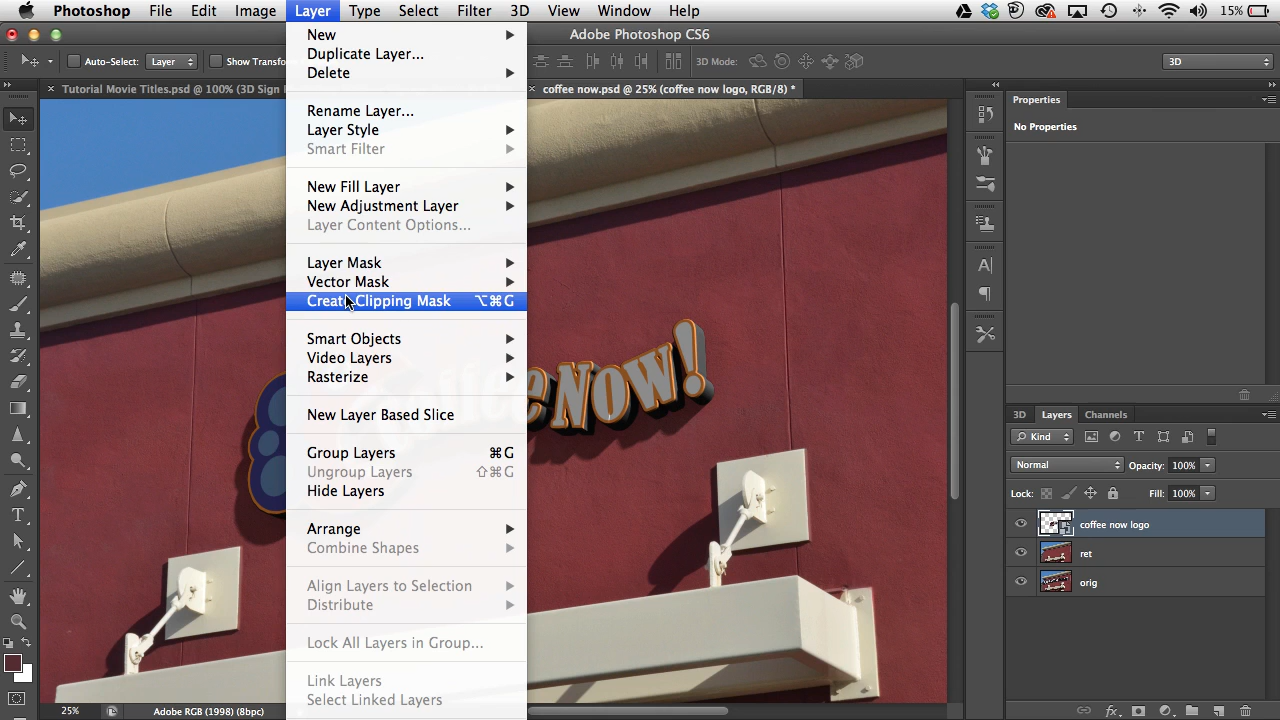 Photoshop File Edit Image Layer Type Select Filter 3D View Window Help 15%
Adobe Photoshop CS6
Auto-Select: Layer Show Transfo 3D Mode: 3D
× Tutorial Movie Titles.psd @ 100% (3D Sign × coffee now.psd @ 25% (coffee now logo, RGB/8) *
New
Duplicate Layer...
Delete
Rename Layer...
Layer Style
Smart Filter
New Fill Layer
New Adjustment Layer
Layer Content Options...
Layer Mask
Vector Mask
Create Clipping Mask ⌥⌘G
Smart Objects
Video Layers
Rasterize
New Layer Based Slice
Group Layers ⌘G
Ungroup Layers ⇧⌘G
Hide Layers
Arrange
Combine Shapes
Align Layers to Selection
Distribute
Lock All Layers in Group...
Link Layers
Select Linked Layers
Coffee NOW!
Properties
No Properties
3D Layers Channels
Kind
Normal Opacity: 100%
Lock: Fill: 100%
coffee now logo
ret
orig
25% Adobe RGB (1998) (8bpc)